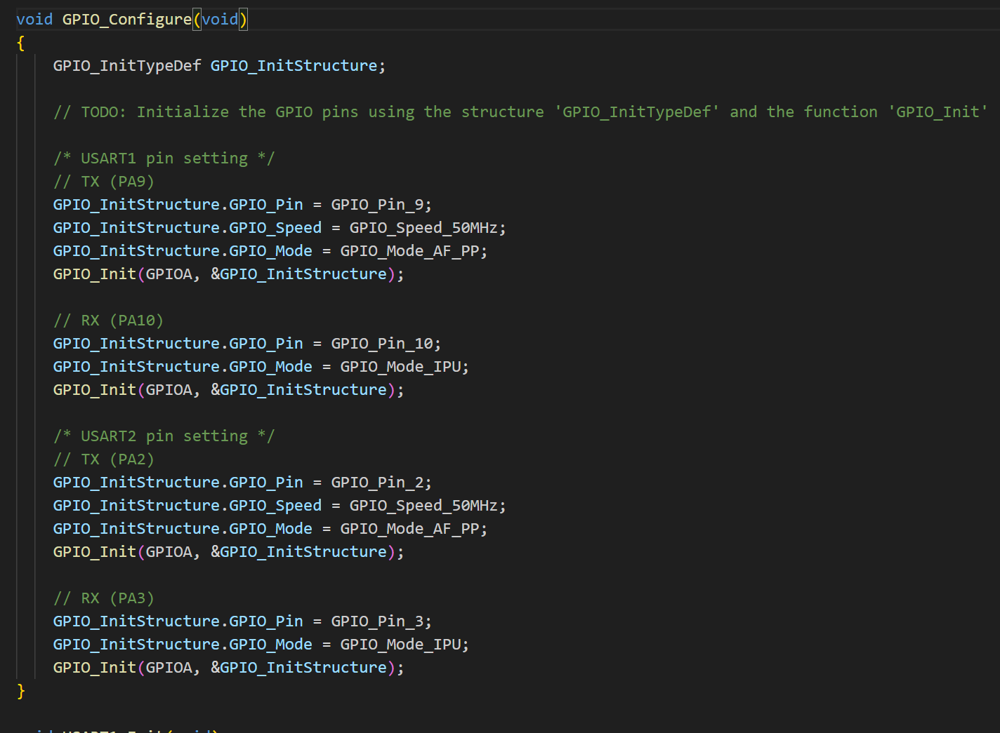 void GPIO_Configure(void)
{
    GPIO_InitTypeDef GPIO_InitStructure;

    // TODO: Initialize the GPIO pins using the structure 'GPIO_InitTypeDef' and the function 'GPIO_Init'

    /* USART1 pin setting */
    // TX (PA9)
    GPIO_InitStructure.GPIO_Pin = GPIO_Pin_9;
    GPIO_InitStructure.GPIO_Speed = GPIO_Speed_50MHz;
    GPIO_InitStructure.GPIO_Mode = GPIO_Mode_AF_PP;
    GPIO_Init(GPIOA, &GPIO_InitStructure);

    // RX (PA10)
    GPIO_InitStructure.GPIO_Pin = GPIO_Pin_10;
    GPIO_InitStructure.GPIO_Mode = GPIO_Mode_IPU;
    GPIO_Init(GPIOA, &GPIO_InitStructure);

    /* USART2 pin setting */
    // TX (PA2)
    GPIO_InitStructure.GPIO_Pin = GPIO_Pin_2;
    GPIO_InitStructure.GPIO_Speed = GPIO_Speed_50MHz;
    GPIO_InitStructure.GPIO_Mode = GPIO_Mode_AF_PP;
    GPIO_Init(GPIOA, &GPIO_InitStructure);

    // RX (PA3)
    GPIO_InitStructure.GPIO_Pin = GPIO_Pin_3;
    GPIO_InitStructure.GPIO_Mode = GPIO_Mode_IPU;
    GPIO_Init(GPIOA, &GPIO_InitStructure);
}